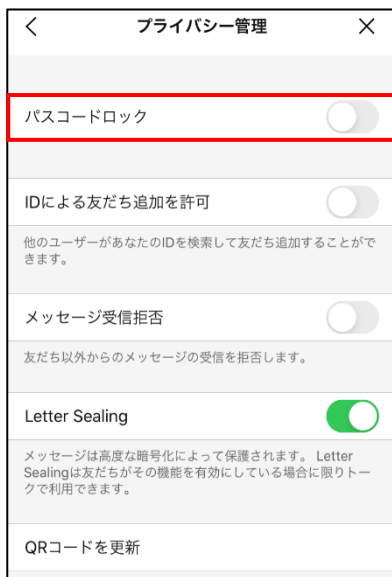 プライバシー管理
パスコードロック
IDによる友だち追加を許可
他のユーザーがあなたのIDを検索して友だち追加することがで
きます。
メッセージ受信拒否
友だち以外からのメッセージの受信を拒否します。
Letter Sealing
メッセージは高度な暗号化によって保護されます。 Letter
Sealingは友だちがその機能を有効にしている場合に限りトー
クで利用できます。
QRコードを更新